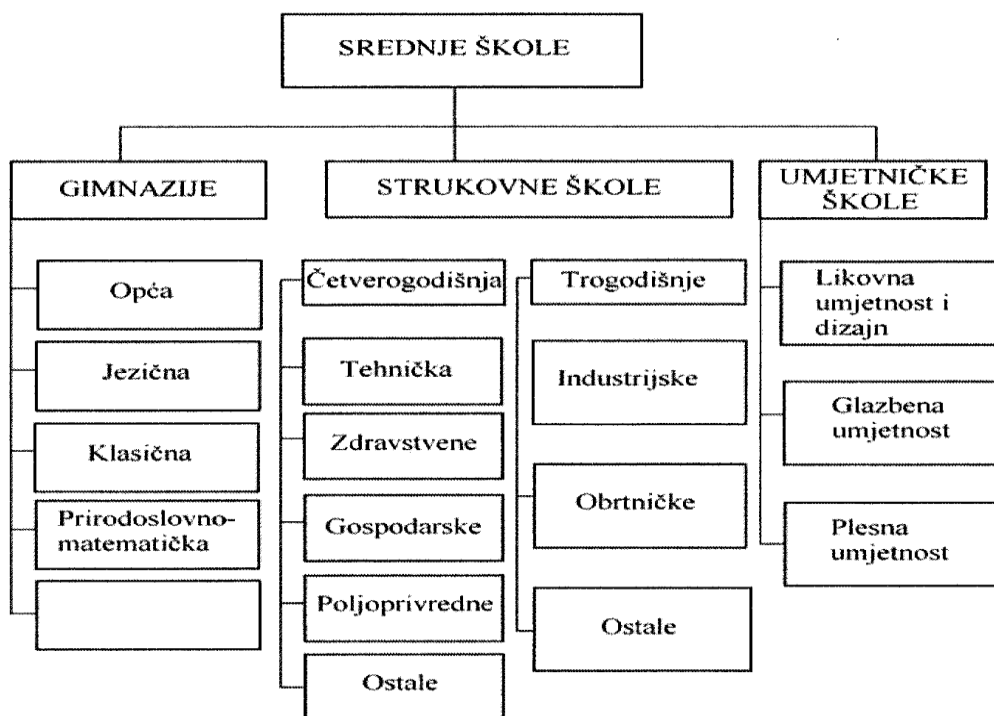 SREDNJE ŠKOLE
GIMNAZIJE
STRUKOVNE ŠKOLE
UMJETNIČKE
ŠKOLE
Opća
Jezična
Klasična
Prirodoslovno-
matematička
Četverogodišnja
Tehnička
Zdravstvene
Gospodarske
Poljoprivredne
Ostale
Trogodišnje
Industrijske
Obrtničke
Ostale
Likovna
umjetnost i
dizajn
Glazbena
umjetnost
Plesna
umjetnost